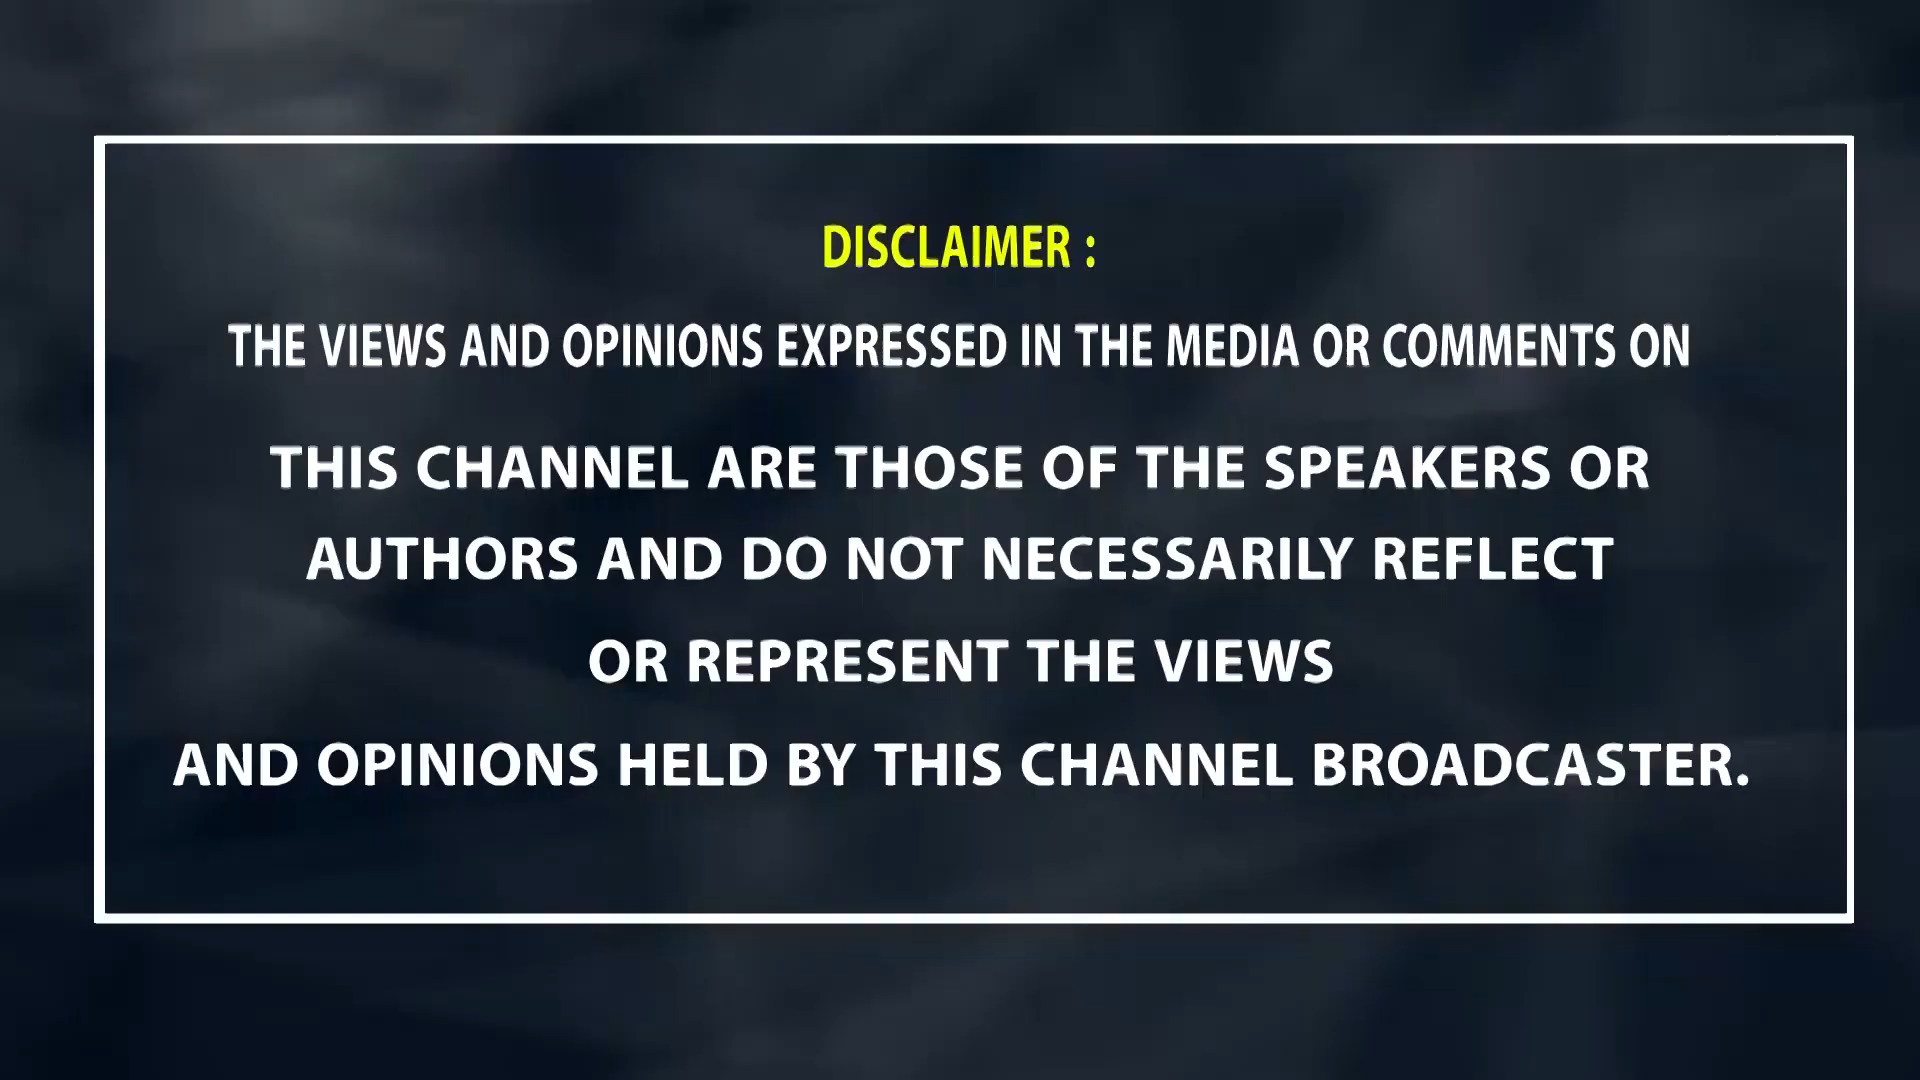 DISCLAIMER :
THE VIEWS AND OPINIONS EXPRESSED IN THE MEDIA OR COMMENTS ON
THIS CHANNEL ARE THOSE OF THE SPEAKERS OR
AUTHORS AND DO NOT NECESSARILY REFLECT
OR REPRESENT THE VIEWS
AND OPINIONS HELD BY THIS CHANNEL BROADCASTER.